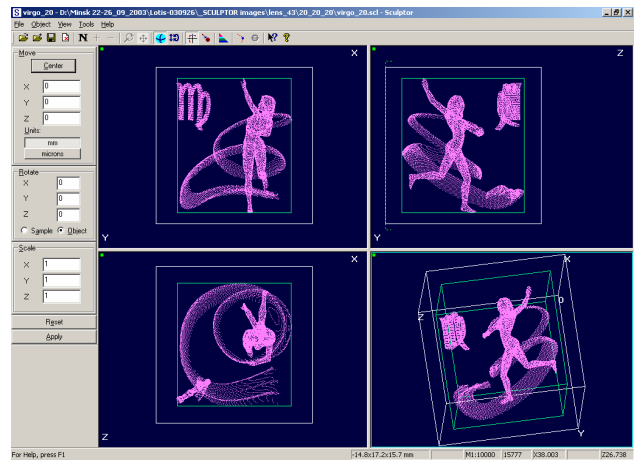 virgo_20 - D:\Minsk 22-26_09_2003\Lotis-030926\_SCULPTOR images\lens_43\20_20_20\virgo_20.scl - Sculptor
File Object View Tools Help
N
Move
Center
X 0
Y 0
Z 0
Units:
mm
microns
Rotate
X 0
Y 0
Z 0
Sample Object
Scale
X 1
Y 1
Z 1
Reset
Apply
X
Y
Z
Y
X
Z
X
Z
0
Y
For Help, press F1
-14.8x17.2x15.7 mm
M1:10000
15777
X38.003
Z26.738